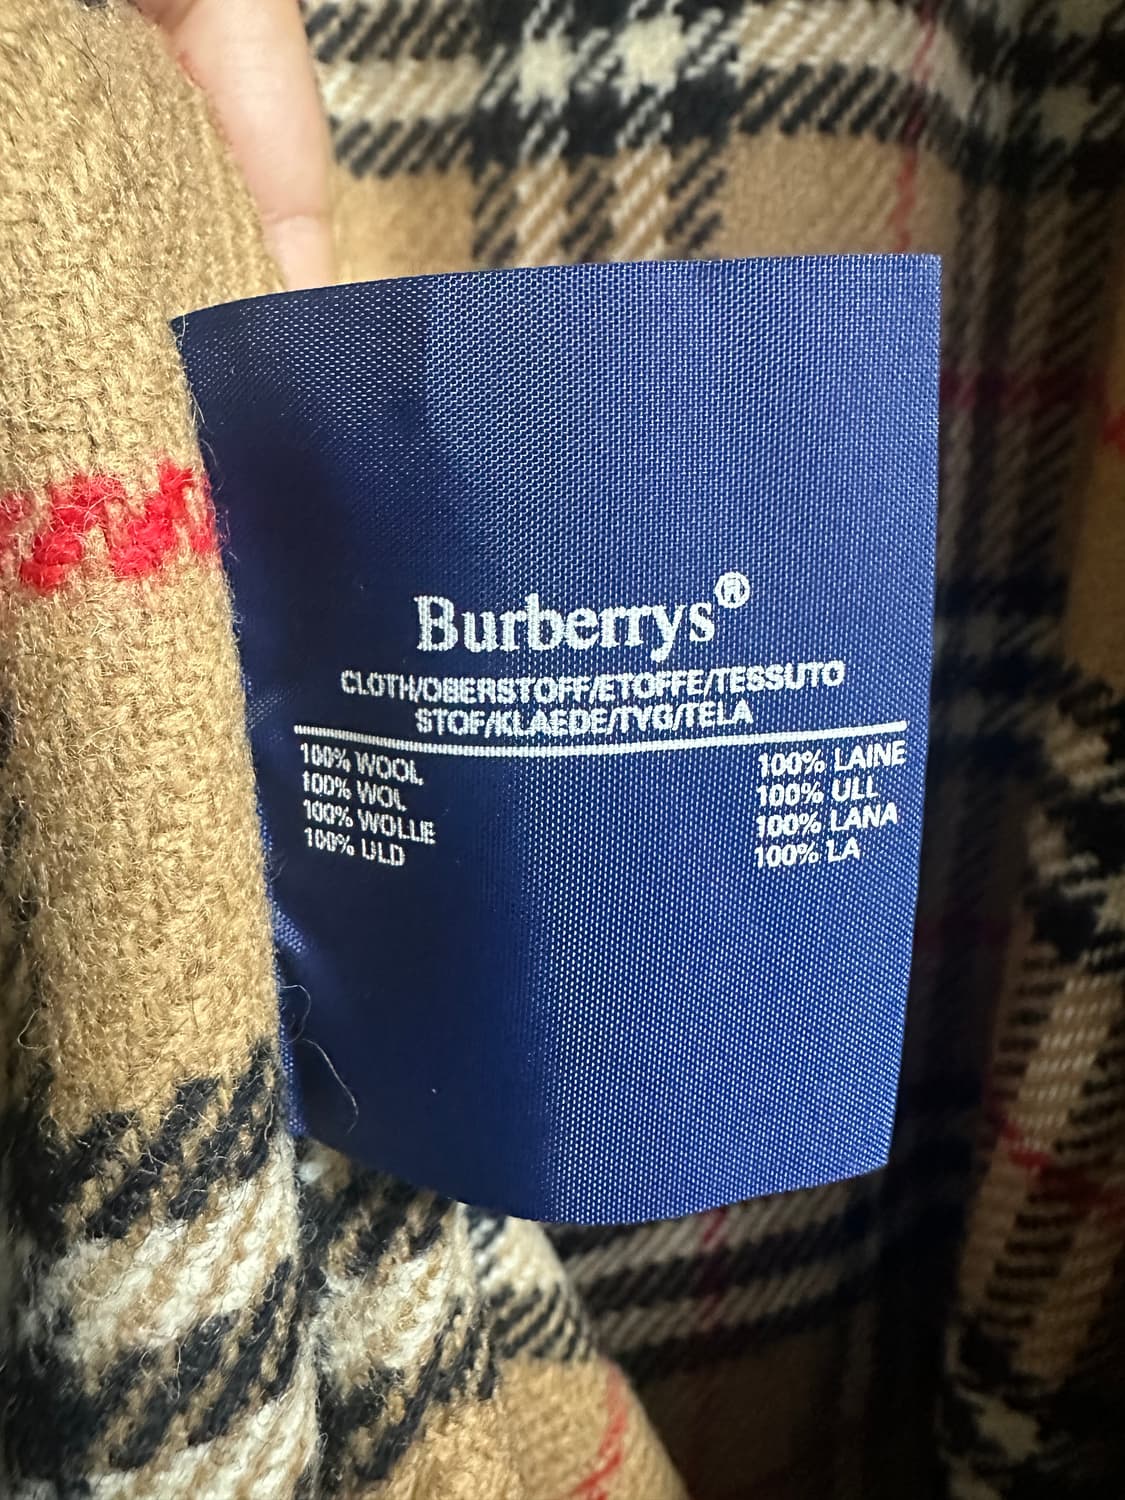 Burberrys®
CLOTH/OBERSTOFF/ETOFFE/TESSUTO
STOF/KLAEDE/TYG/TELA
100% WOOL
100% WOL
100% WOLLE
100% ULD
100% LAINE
100% ULL
100% LANA
100% LA